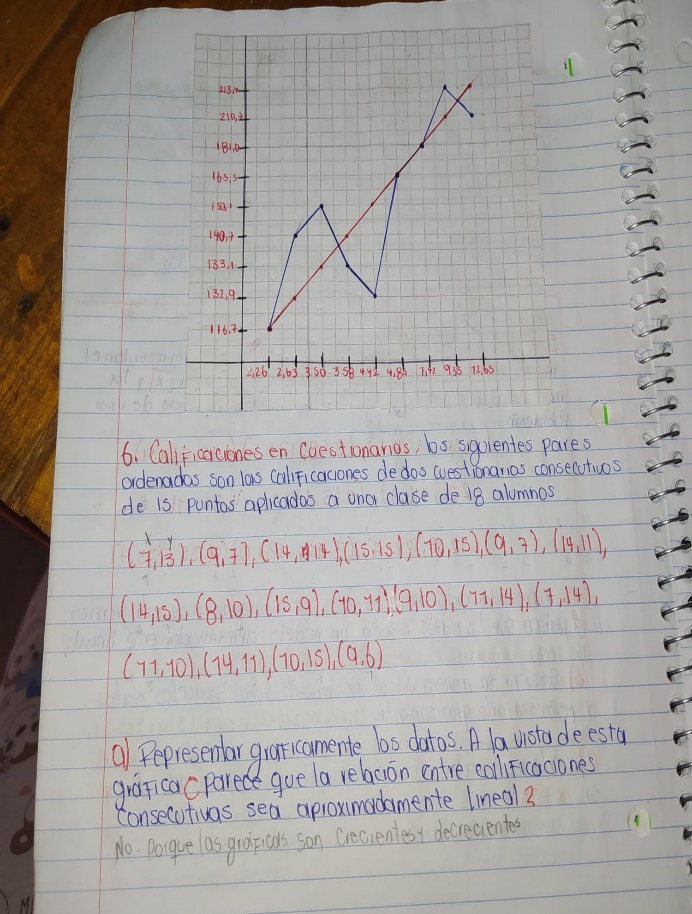 213,4
210,2
181,0
165,5
150,1
140,7
133,1
132,9
116,7
2,26 2,63 3.50 3.58 4.42 4,86 9.55 12,65
6. Calificaciones en Cuestionarios, los siguientes pares
ordenados son las calificaciones de dos cuestionarios consecutivos
de 15 puntos aplicados a una clase de 18 alumnos
x y
(7,13), (9,7), (14,14), (15,15), (10,15), (9,7), (14,11),
(14,15), (8,10), (15,9), (10,11), (9,10), (11,14), (7,14),
(11,10), (14,11), (10,15), (9,6)
a) Representar graficamente los datos. A la vista de esta
gráfica ¿parece que la relación entre calificaciones
consecutivas sea aproximadamente lineal?
No. Porque las gráficas son crecientes y decrecientes